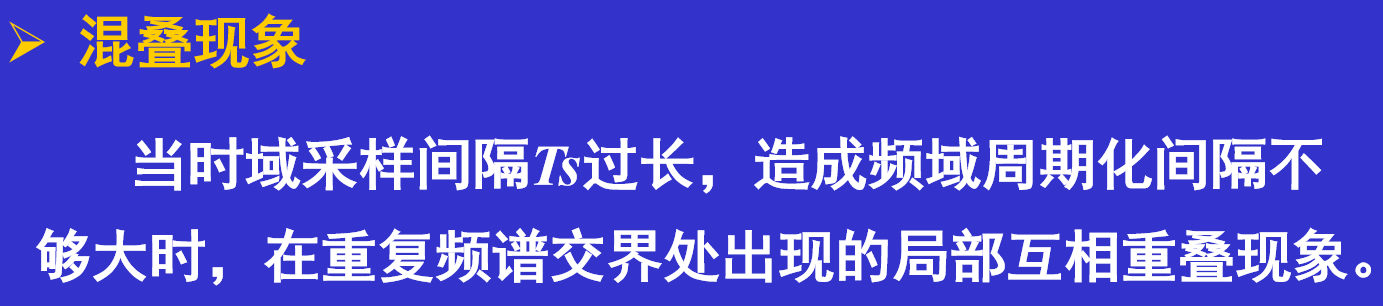 ➢ 混叠现象
当时域采样间隔Ts过长，造成频域周期化间隔不
够大时，在重复频谱交界处出现的局部互相重叠现象。